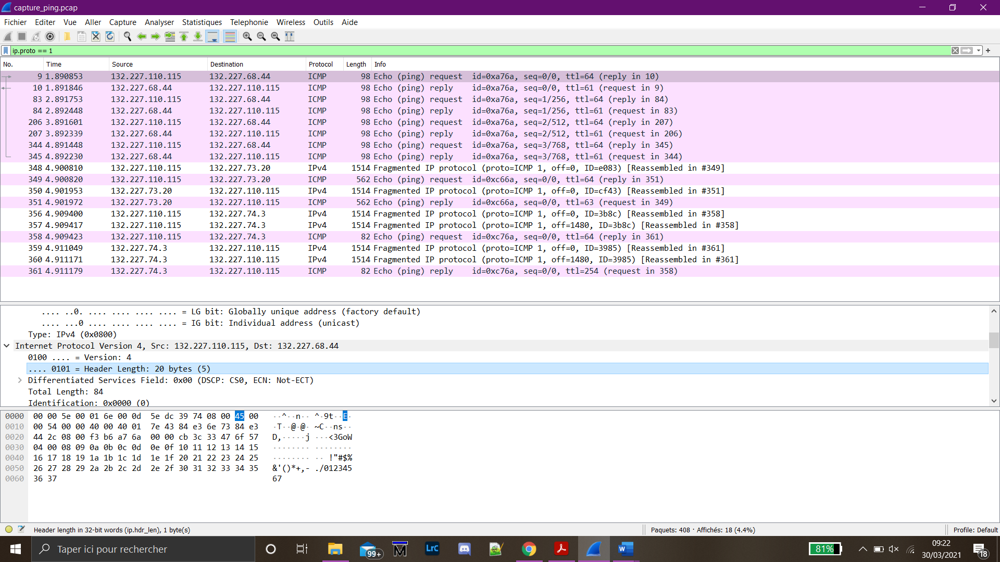 capture_ping.pcap
Fichier Editer Vue Aller Capture Analyser Statistiques Telephonie Wireless Outils Aide
ip.proto == 1
No. Time Source Destination Protocol Length Info
9 1.890853 132.227.110.115 132.227.68.44 ICMP 98 Echo (ping) request id=0xa76a, seq=0/0, ttl=64 (reply in 10)
10 1.891846 132.227.68.44 132.227.110.115 ICMP 98 Echo (ping) reply id=0xa76a, seq=0/0, ttl=61 (request in 9)
83 2.891753 132.227.110.115 132.227.68.44 ICMP 98 Echo (ping) request id=0xa76a, seq=1/256, ttl=64 (reply in 84)
84 2.892448 132.227.68.44 132.227.110.115 ICMP 98 Echo (ping) reply id=0xa76a, seq=1/256, ttl=61 (request in 83)
206 3.891601 132.227.110.115 132.227.68.44 ICMP 98 Echo (ping) request id=0xa76a, seq=2/512, ttl=64 (reply in 207)
207 3.892339 132.227.68.44 132.227.110.115 ICMP 98 Echo (ping) reply id=0xa76a, seq=2/512, ttl=61 (request in 206)
344 4.891448 132.227.110.115 132.227.68.44 ICMP 98 Echo (ping) request id=0xa76a, seq=3/768, ttl=64 (reply in 345)
345 4.892230 132.227.68.44 132.227.110.115 ICMP 98 Echo (ping) reply id=0xa76a, seq=3/768, ttl=61 (request in 344)
348 4.900810 132.227.110.115 132.227.73.20 IPv4 1514 Fragmented IP protocol (proto=ICMP 1, off=0, ID=e083) [Reassembled in #349]
349 4.900820 132.227.110.115 132.227.73.20 ICMP 562 Echo (ping) request id=0xc66a, seq=0/0, ttl=64 (reply in 351)
350 4.901953 132.227.73.20 132.227.110.115 IPv4 1514 Fragmented IP protocol (proto=ICMP 1, off=0, ID=cf43) [Reassembled in #351]
351 4.901972 132.227.73.20 132.227.110.115 ICMP 562 Echo (ping) reply id=0xc66a, seq=0/0, ttl=63 (request in 349)
356 4.909400 132.227.110.115 132.227.74.3 IPv4 1514 Fragmented IP protocol (proto=ICMP 1, off=0, ID=3b8c) [Reassembled in #358]
357 4.909417 132.227.110.115 132.227.74.3 IPv4 1514 Fragmented IP protocol (proto=ICMP 1, off=1480, ID=3b8c) [Reassembled in #358]
358 4.909423 132.227.110.115 132.227.74.3 ICMP 82 Echo (ping) request id=0xc76a, seq=0/0, ttl=64 (reply in 361)
359 4.911049 132.227.74.3 132.227.110.115 IPv4 1514 Fragmented IP protocol (proto=ICMP 1, off=0, ID=3985) [Reassembled in #361]
360 4.911171 132.227.74.3 132.227.110.115 IPv4 1514 Fragmented IP protocol (proto=ICMP 1, off=1480, ID=3985) [Reassembled in #361]
361 4.911179 132.227.74.3 132.227.110.115 ICMP 82 Echo (ping) reply id=0xc76a, seq=0/0, ttl=254 (request in 358)
.... ..0. .... .... .... .... = LG bit: Globally unique address (factory default)
.... ...0 .... .... .... .... = IG bit: Individual address (unicast)
Type: IPv4 (0x0800)
Internet Protocol Version 4, Src: 132.227.110.115, Dst: 132.227.68.44
0100 .... = Version: 4
.... 0101 = Header Length: 20 bytes (5)
Differentiated Services Field: 0x00 (DSCP: CS0, ECN: Not-ECT)
Total Length: 84
Identification: 0x0000 (0)
0000 00 00 5e 00 01 6e 00 0d 5e dc 39 74 08 00 45 00 ··^··n·· ^·9t··E·
0010 00 54 00 00 40 00 40 01 7e 43 84 e3 6e 73 84 e3 ·T··@·@· ~C··ns··
0020 44 2c 08 00 f3 b6 a7 6a 00 00 cb 3c 33 47 6f 57 D,·····j ···<3GoW
0030 04 00 08 09 0a 0b 0c 0d 0e 0f 10 11 12 13 14 15 ········ ········
0040 16 17 18 19 1a 1b 1c 1d 1e 1f 20 21 22 23 24 25 ········ ·· !"#$%
0050 26 27 28 29 2a 2b 2c 2d 2e 2f 30 31 32 33 34 35 &'()*+,- ./012345
0060 36 37 67
Header length in 32-bit words (ip.hdr_len), 1 byte(s) Paquets: 408 · Affichés: 18 (4.4%) Profile: Default
Taper ici pour rechercher
99+
LrC
W
81%
09:22
30/03/2021
18